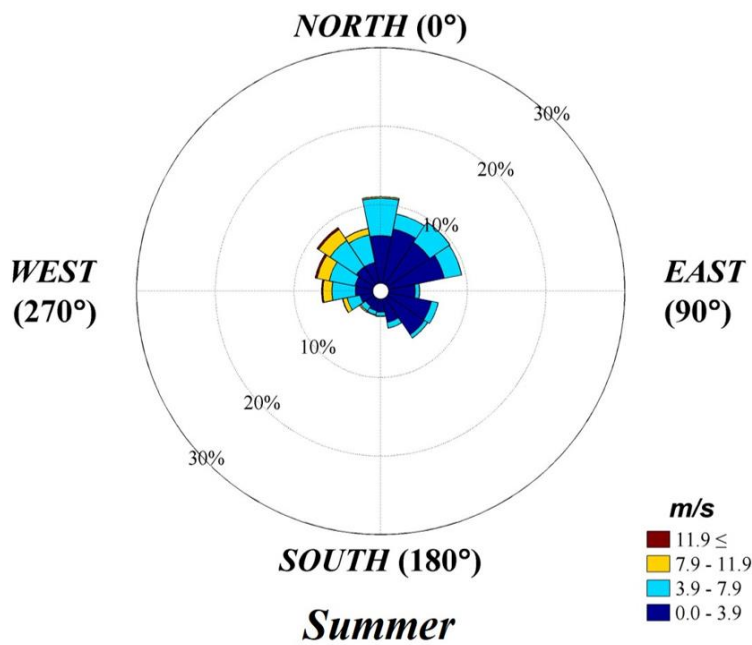 NORTH (0°)
30%
20%
10%
WEST
(270°)
EAST
(90°)
10%
20%
30%
SOUTH (180°)
m/s
11.9 ≤
7.9 - 11.9
3.9 - 7.9
0.0 - 3.9
Summer